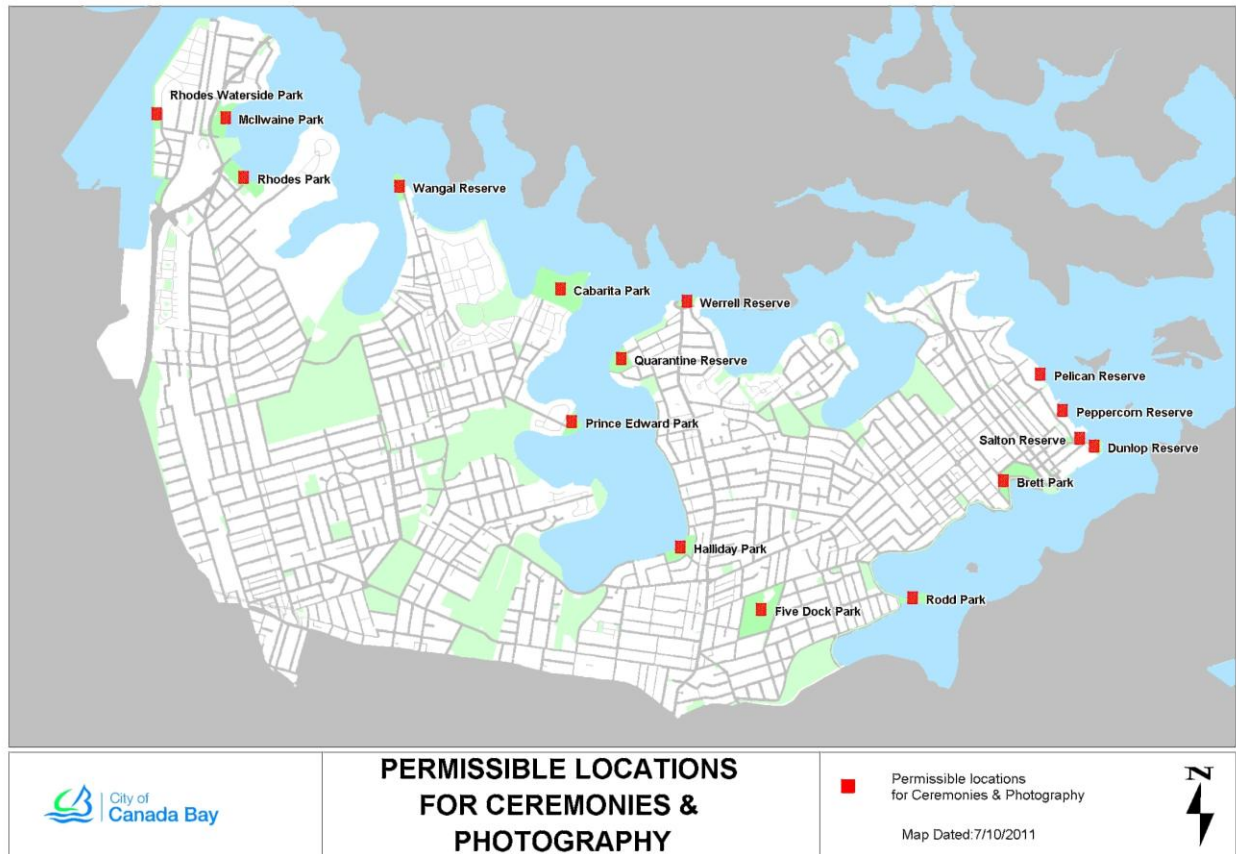 Rhodes Waterside Park
McIlwaine Park
Rhodes Park
Wangal Reserve
Cabarita Park
Werrell Reserve
Quarantine Reserve
Pelican Reserve
Peppercorn Reserve
Prince Edward Park
Salton Reserve
Dunlop Reserve
Brett Park
Halliday Park
Rodd Park
Five Dock Park
City of
Canada Bay
PERMISSIBLE LOCATIONS
FOR CEREMONIES &
PHOTOGRAPHY
Permissible locations
for Ceremonies & Photography
Map Dated:7/10/2011
N